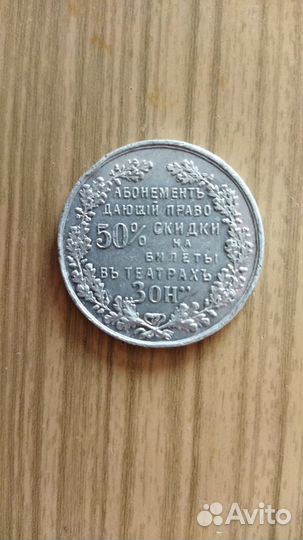 АБОНЕМЕНТЪ
ДАЮЩІЙ ПРАВО
50% СКИДКИ
НА
БИЛЕТЫ
ВЪ ТЕАТРАХЪ
ЗОН"
Avito